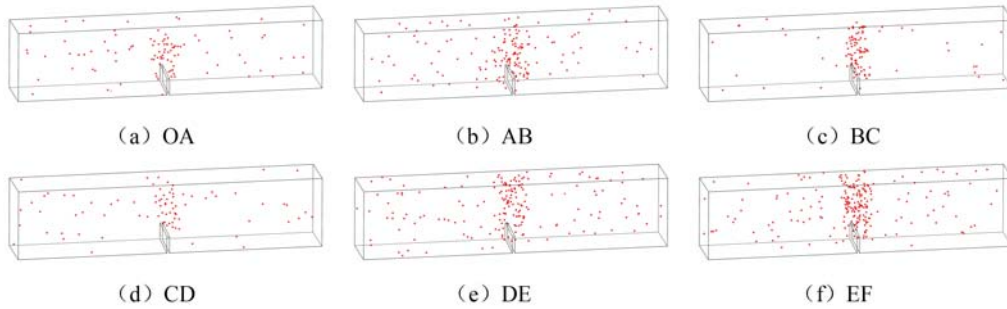 （a）OA
（b）AB
（c）BC
（d）CD
（e）DE
（f）EF